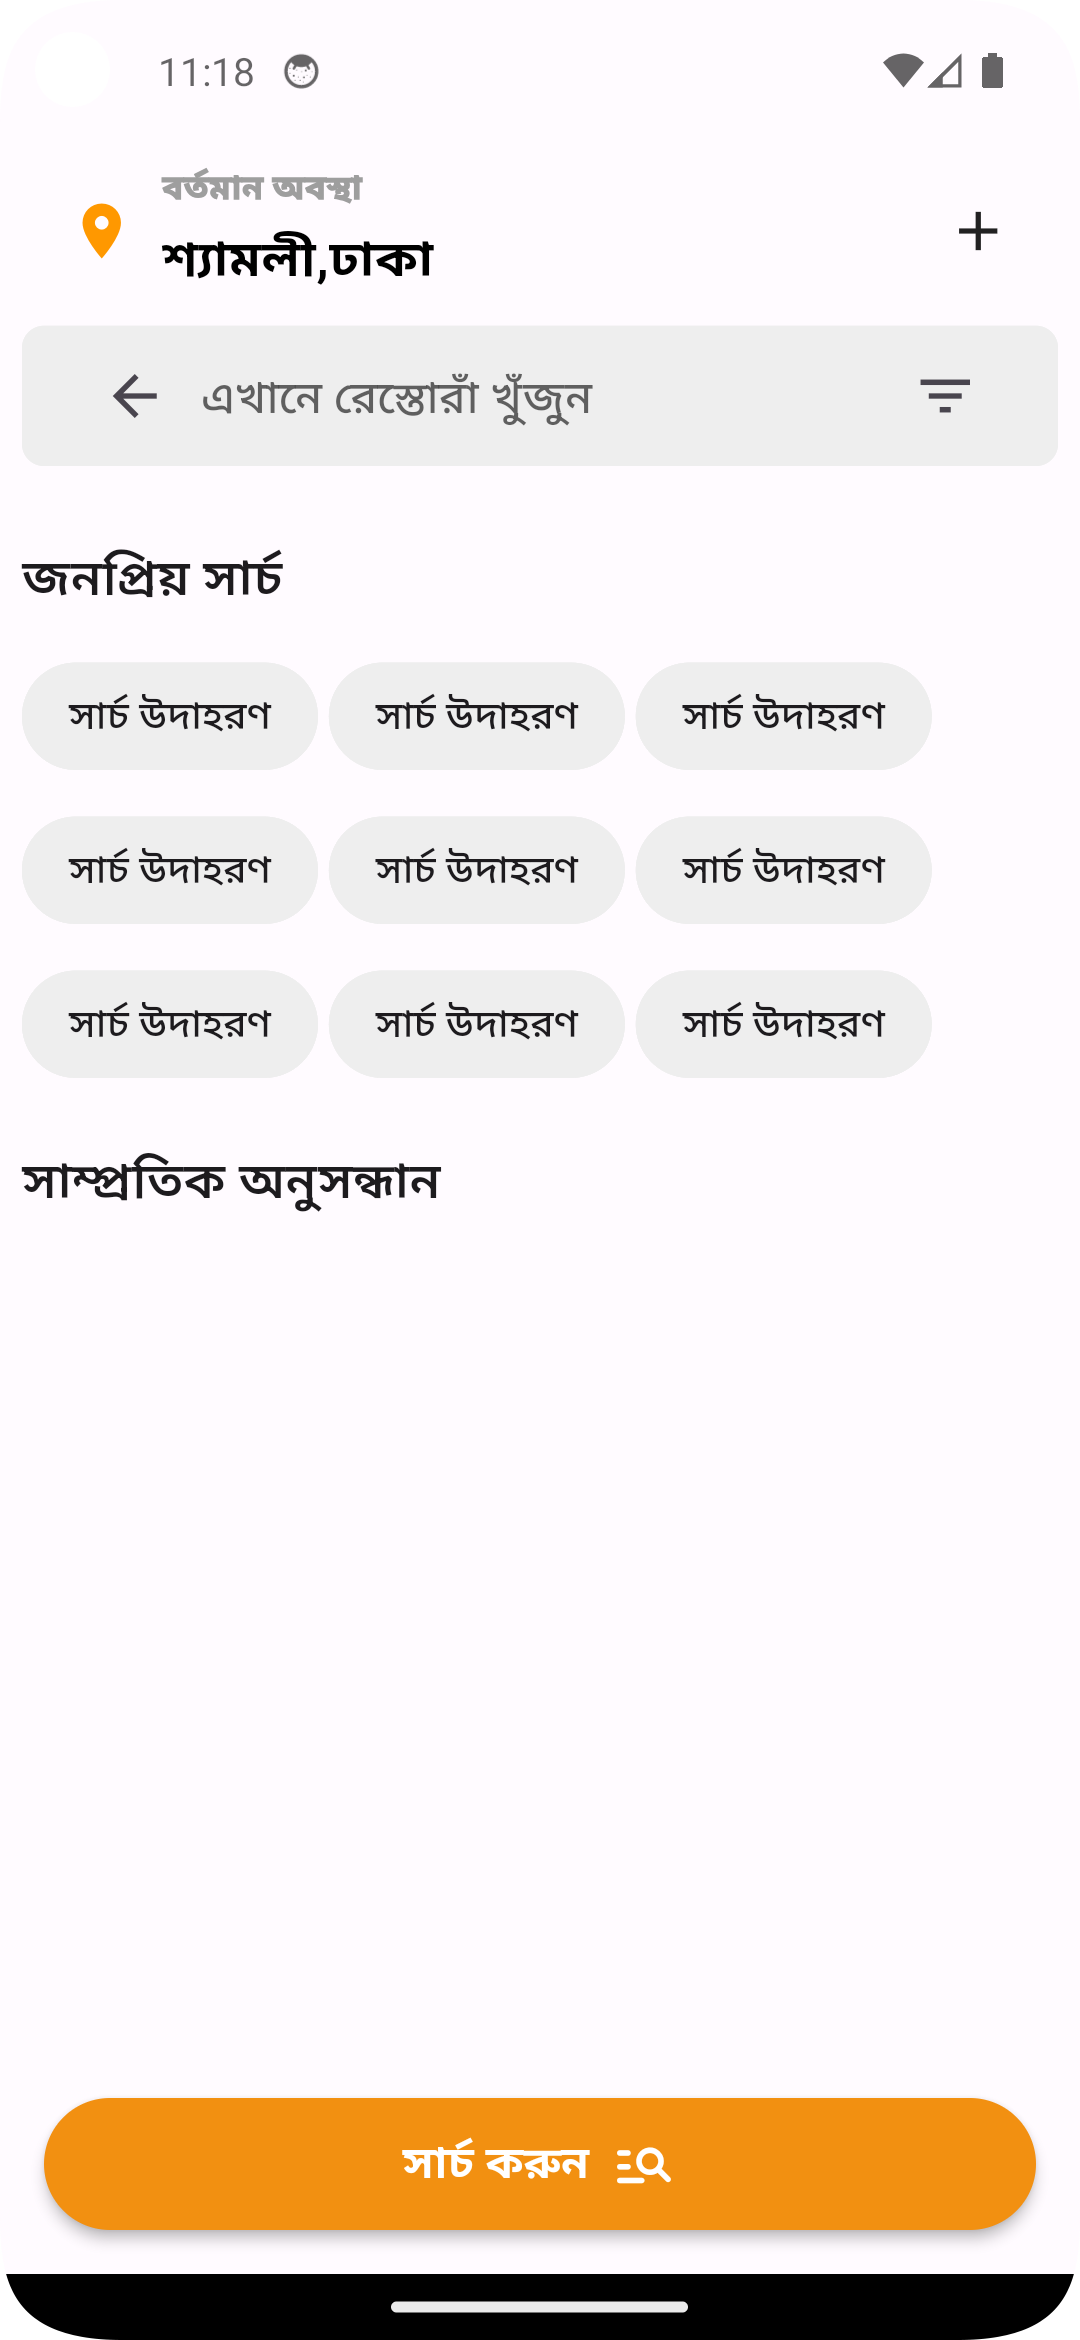 11:18
বর্তমান অবস্থা
শ্যামলী,ঢাকা
এখানে রেস্তোরাঁ খুঁজুন
জনপ্রিয় সার্চ
সার্চ উদাহরণ সার্চ উদাহরণ সার্চ উদাহরণ
সার্চ উদাহরণ সার্চ উদাহরণ সার্চ উদাহরণ
সার্চ উদাহরণ সার্চ উদাহরণ সার্চ উদাহরণ
সাম্প্রতিক অনুসন্ধান
সার্চ করুন